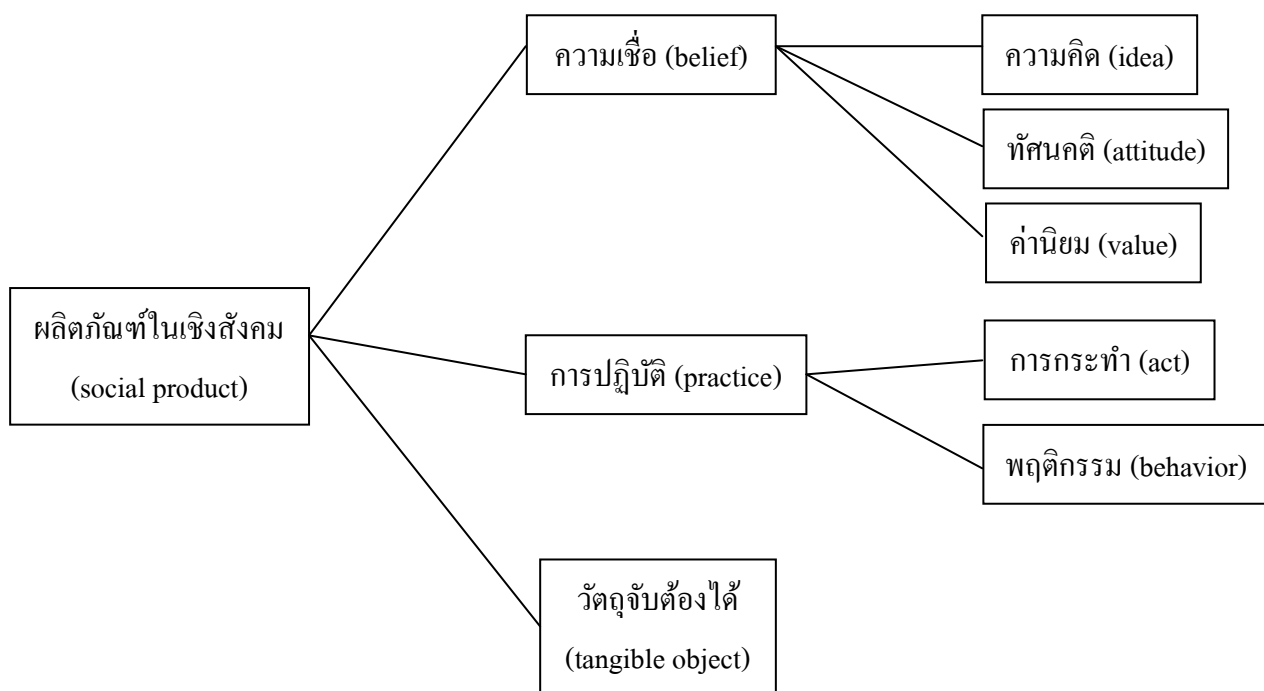 ความเชื่อ (belief)
ความคิด (idea)
ทัศนคติ (attitude)
ค่านิยม (value)
ผลิตภัณฑ์ในเชิงสังคม
(social product)
การปฏิบัติ (practice)
การกระทำ (act)
พฤติกรรม (behavior)
วัตถุจับต้องได้
(tangible object)